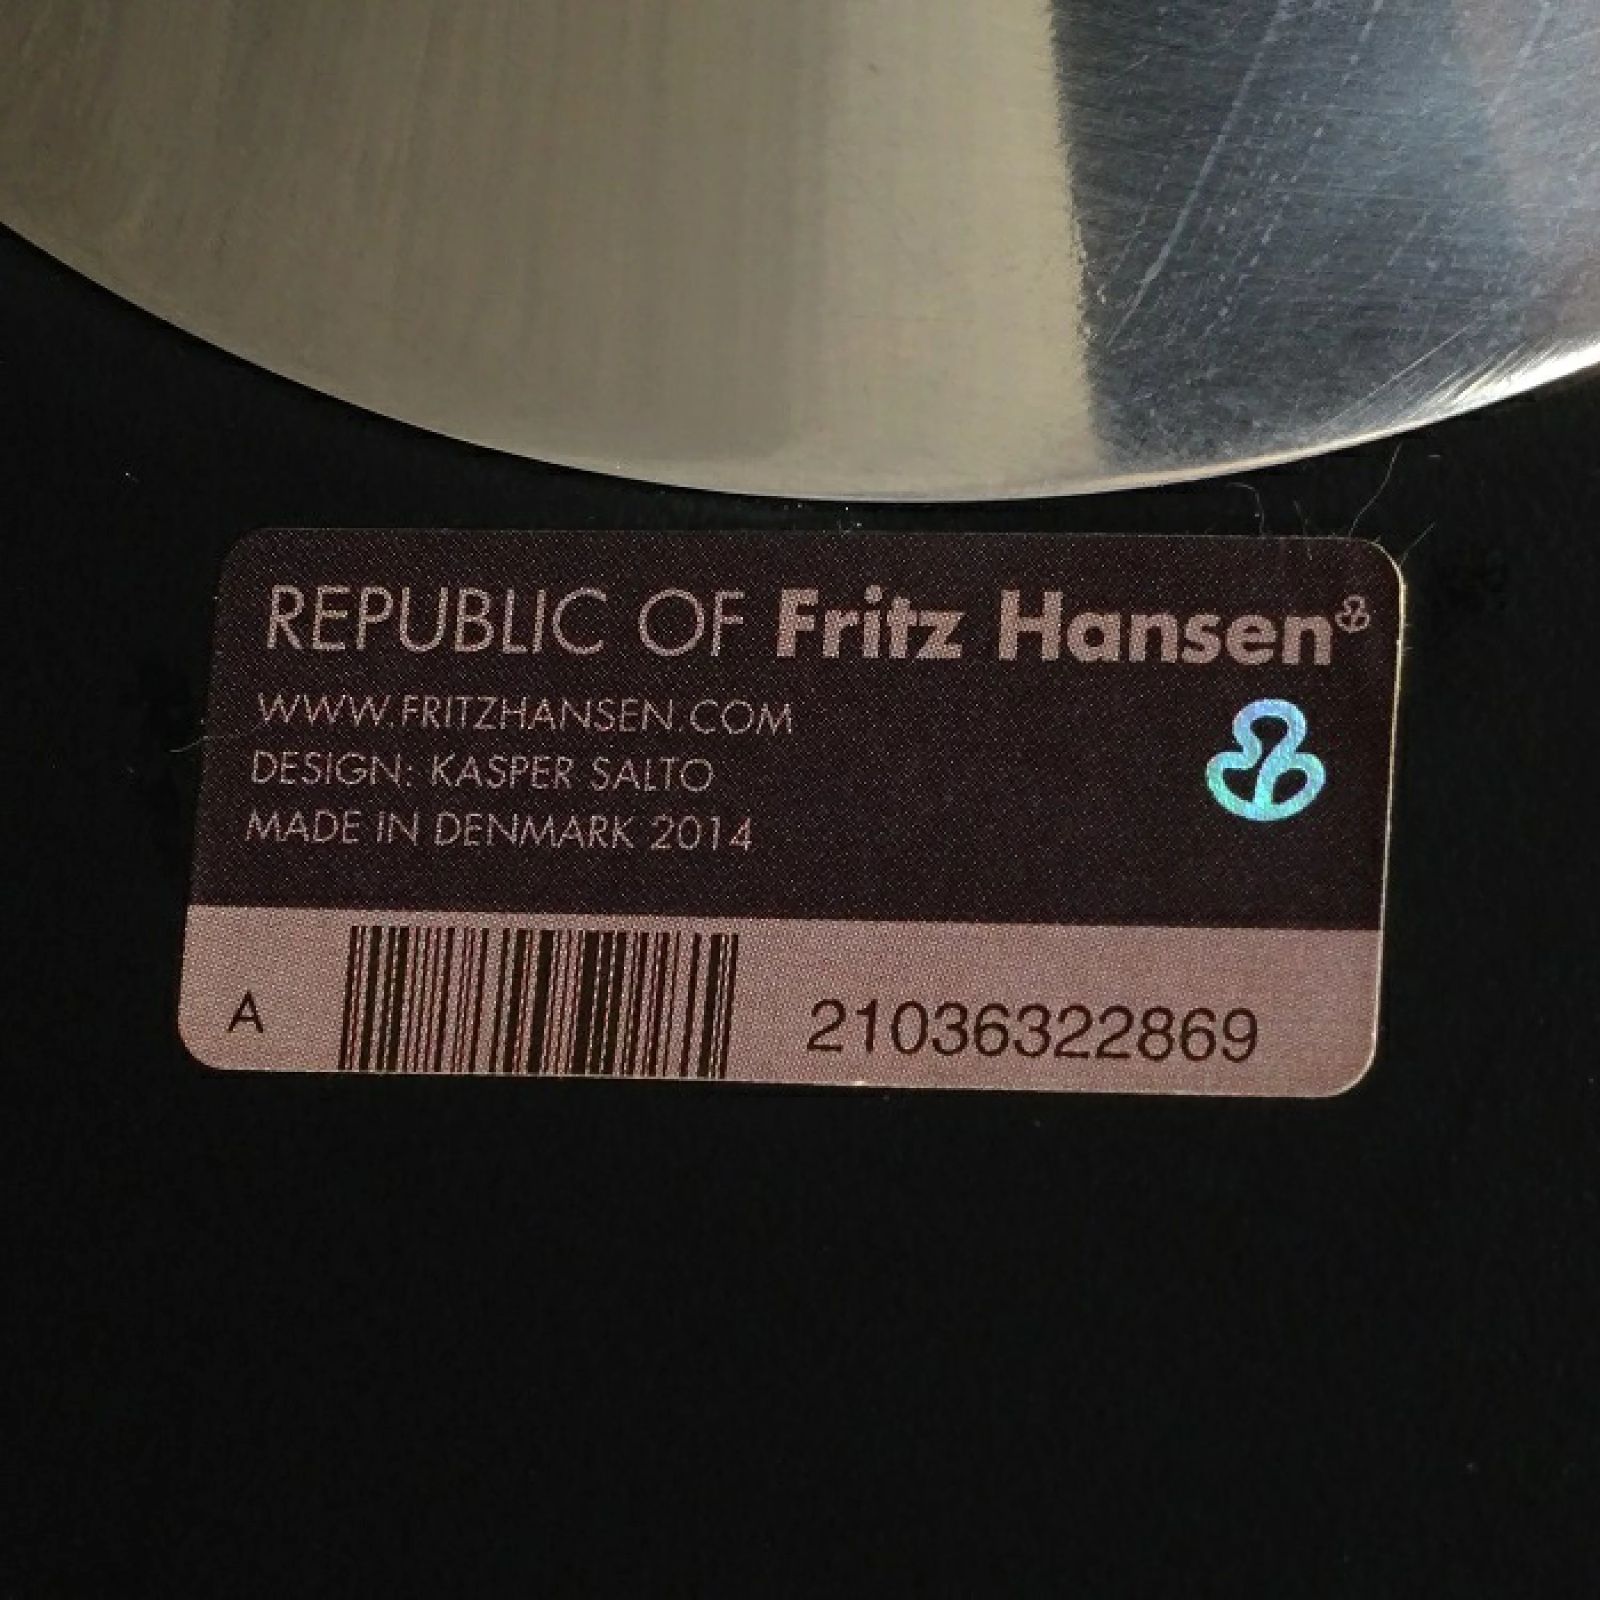 REPUBLIC OF Fritz Hansen
WWW.FRITZHANSEN.COM
DESIGN: KASPER SALTO
MADE IN DENMARK 2014
A 21036322869